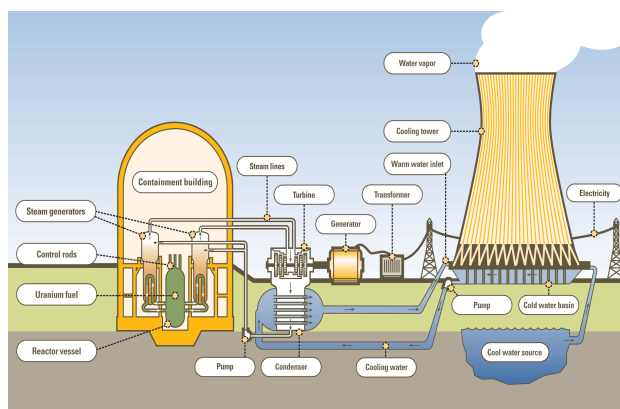 Water vapor
Cooling tower
Warm water inlet
Steam lines
Containment building
Turbine
Transformer
Electricity
Steam generators
Generator
Control rods
Uranium fuel
Pump
Cold water basin
Cool water source
Reactor vessel
Pump
Condenser
Cooling water